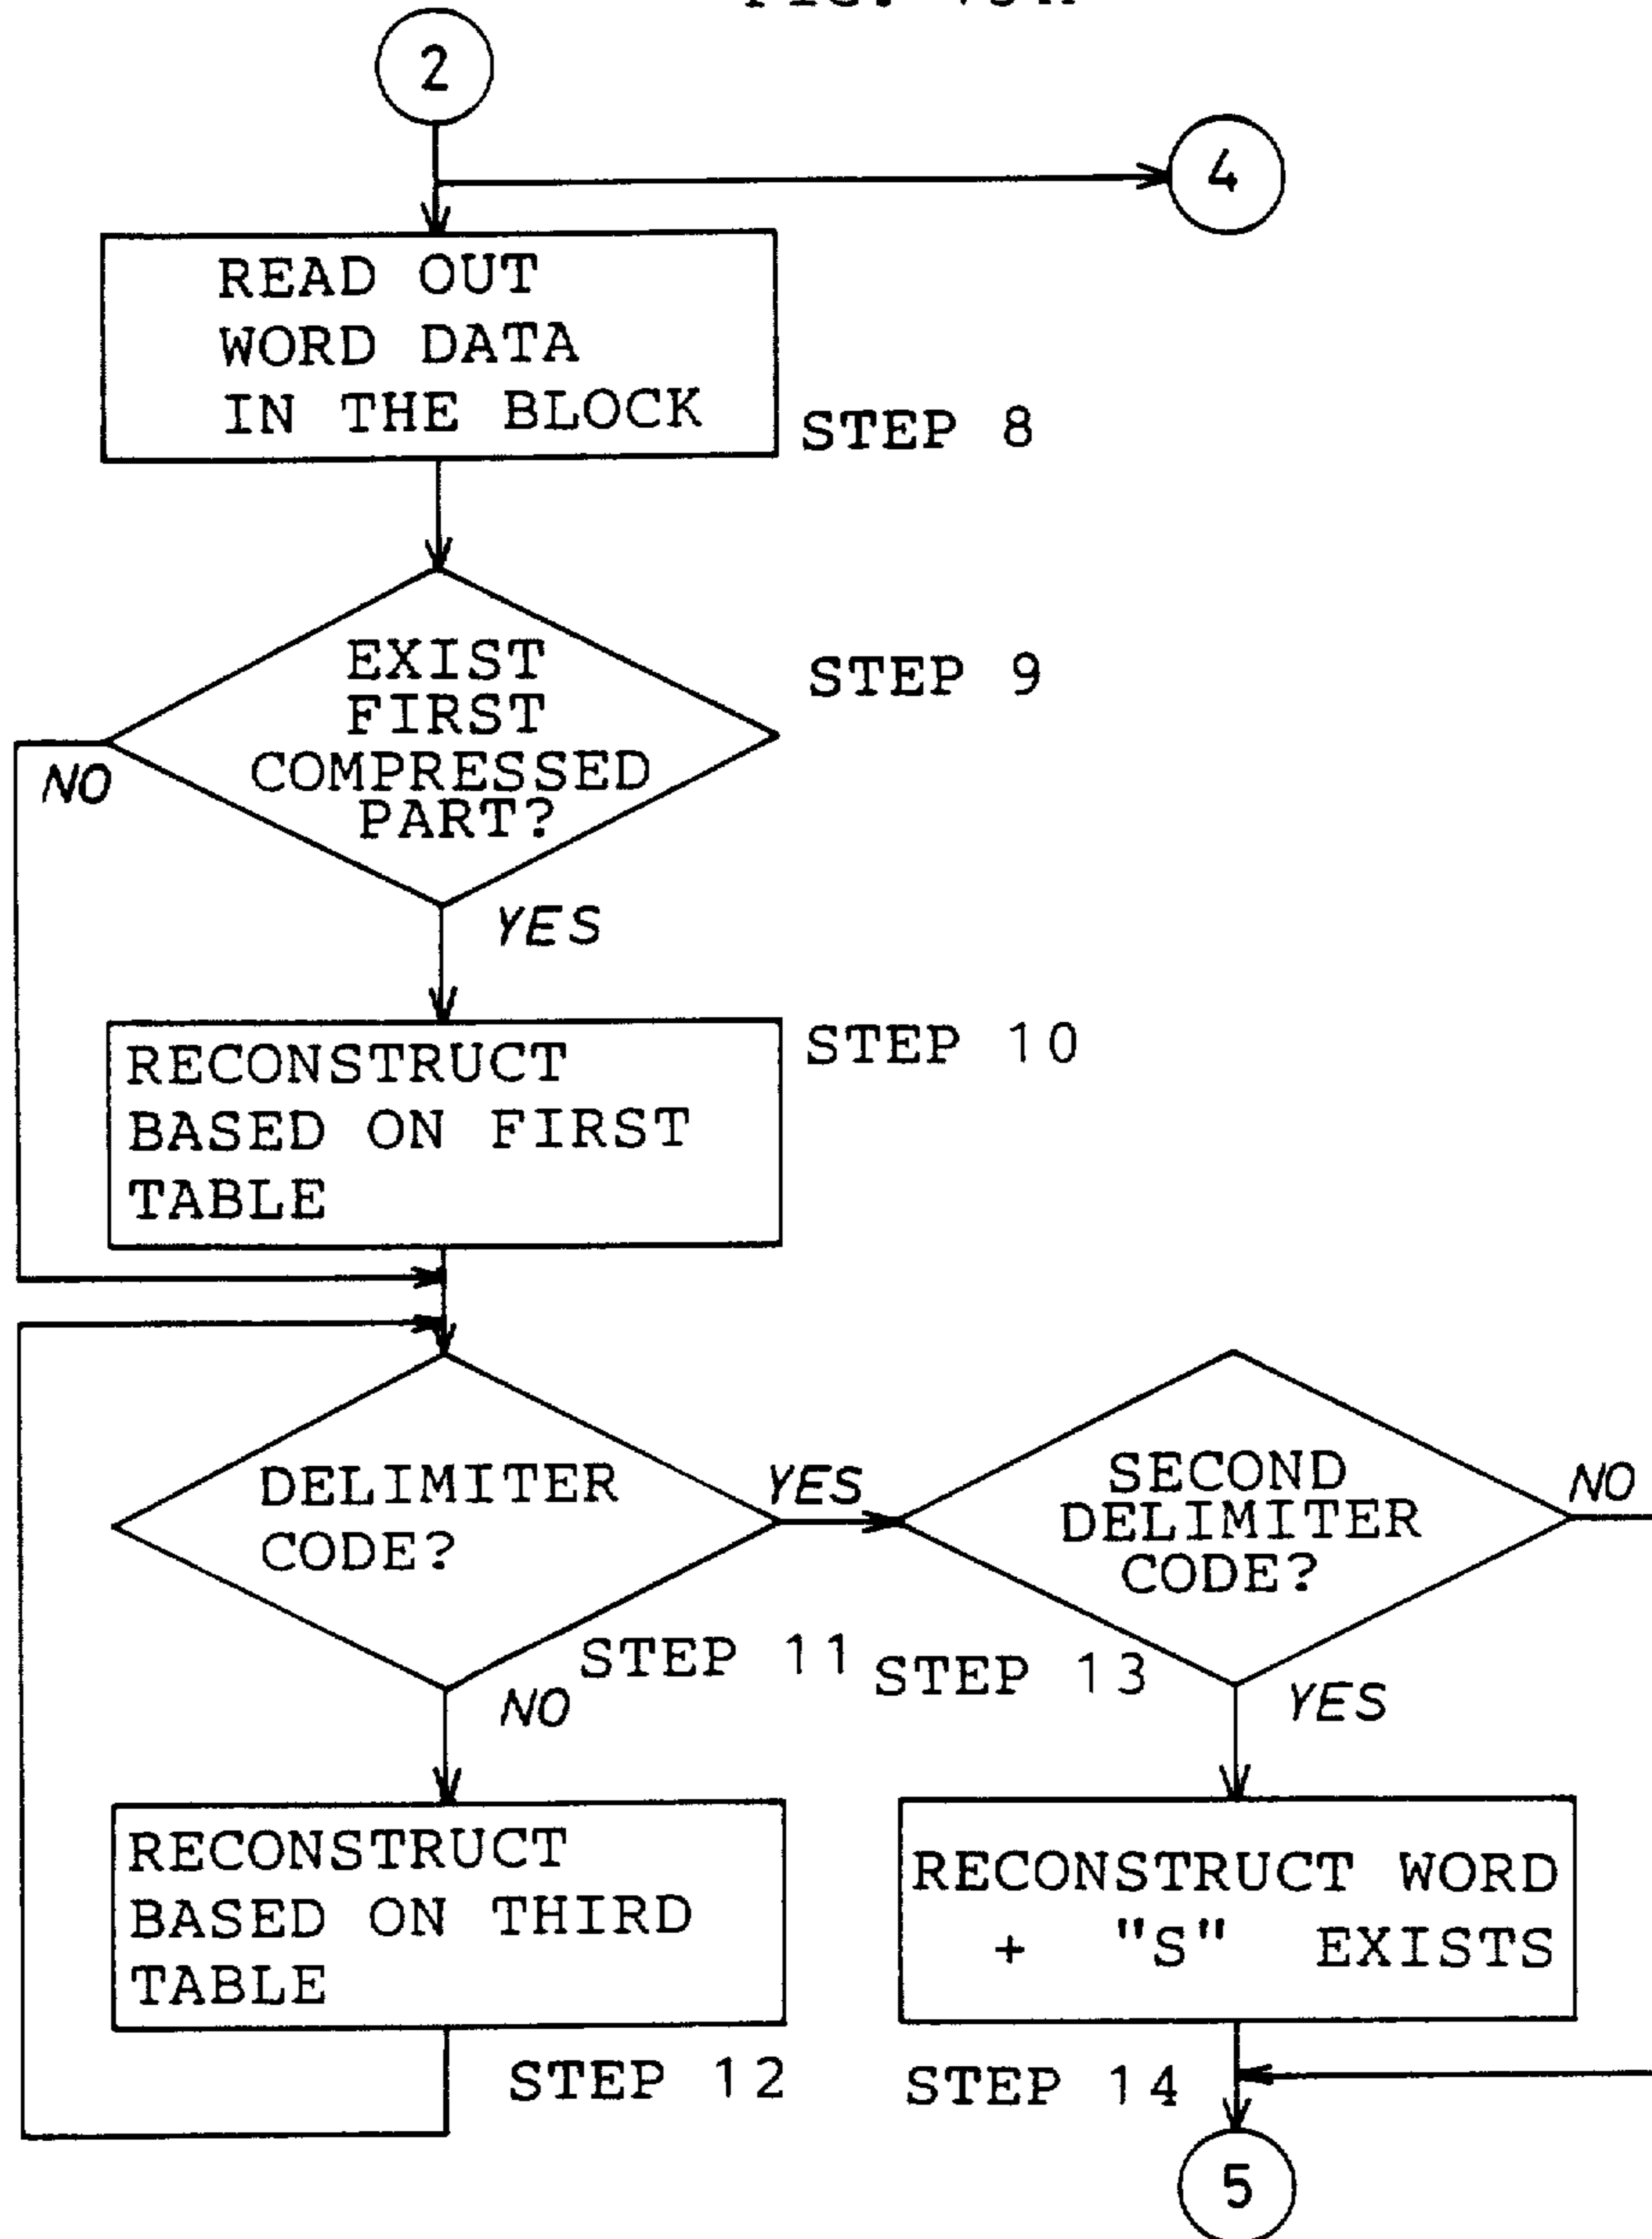 2
4
READ OUT
WORD DATA
IN THE BLOCK
STEP 8
EXIST
FIRST
COMPRESSED
PART?
STEP 9
NO
YES
RECONSTRUCT
BASED ON FIRST
TABLE
STEP 10
DELIMITER
CODE?
YES
STEP 11
NO
SECOND
DELIMITER
CODE?
NO
STEP 13
YES
RECONSTRUCT
BASED ON THIRD
TABLE
STEP 12
RECONSTRUCT WORD
+ "S" EXISTS
STEP 14
5